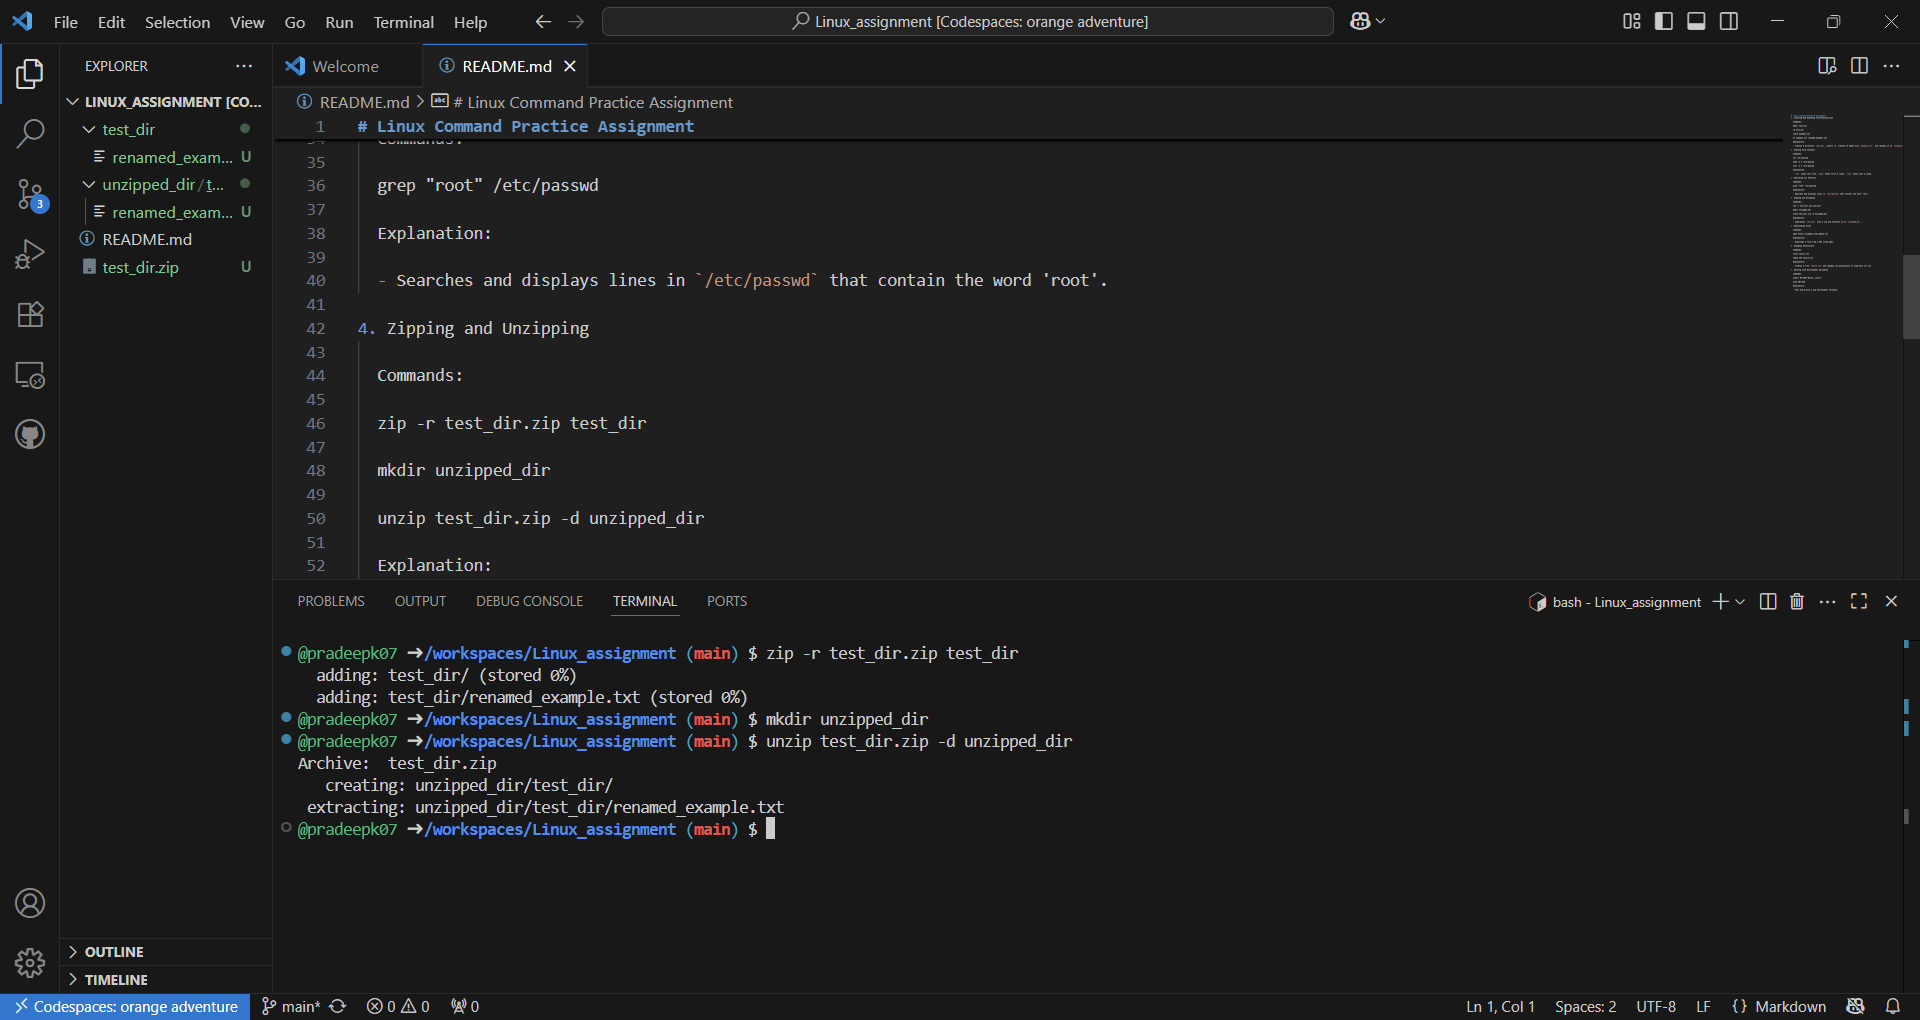 File Edit Selection View Go Run Terminal Help
Linux_assignment [Codespaces: orange adventure]
EXPLORER
Welcome
README.md
LINUX_ASSIGNMENT [CO...
test_dir
renamed_exam... U
unzipped_dir/t...
renamed_exam... U
README.md
test_dir.zip U
3
README.md > # Linux Command Practice Assignment
1 # Linux Command Practice Assignment
34 Commands:
35
36 grep "root" /etc/passwd
37
38 Explanation:
39
40 - Searches and displays lines in `/etc/passwd` that contain the word 'root'.
41
42 4. Zipping and Unzipping
43
44 Commands:
45
46 zip -r test_dir.zip test_dir
47
48 mkdir unzipped_dir
49
50 unzip test_dir.zip -d unzipped_dir
51
52 Explanation:
PROBLEMS OUTPUT DEBUG CONSOLE TERMINAL PORTS
bash - Linux_assignment
@pradeepk07 ➜/workspaces/Linux_assignment (main) $ zip -r test_dir.zip test_dir
adding: test_dir/ (stored 0%)
adding: test_dir/renamed_example.txt (stored 0%)
@pradeepk07 ➜/workspaces/Linux_assignment (main) $ mkdir unzipped_dir
@pradeepk07 ➜/workspaces/Linux_assignment (main) $ unzip test_dir.zip -d unzipped_dir
Archive:  test_dir.zip
creating: unzipped_dir/test_dir/
extracting: unzipped_dir/test_dir/renamed_example.txt
@pradeepk07 ➜/workspaces/Linux_assignment (main) $
OUTLINE
TIMELINE
Codespaces: orange adventure
main*
0 0
0
Ln 1, Col 1 Spaces: 2 UTF-8 LF {} Markdown